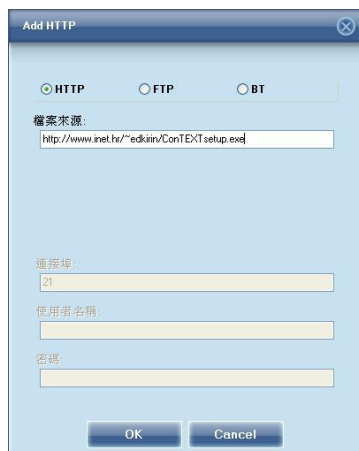 Add HTTP
HTTP FTP BT
檔案來源:
http://www.inet.hr/~edkirin/ConTEXTsetup.exe
連接埠:
21
使用者名稱:
密碼:
OK Cancel